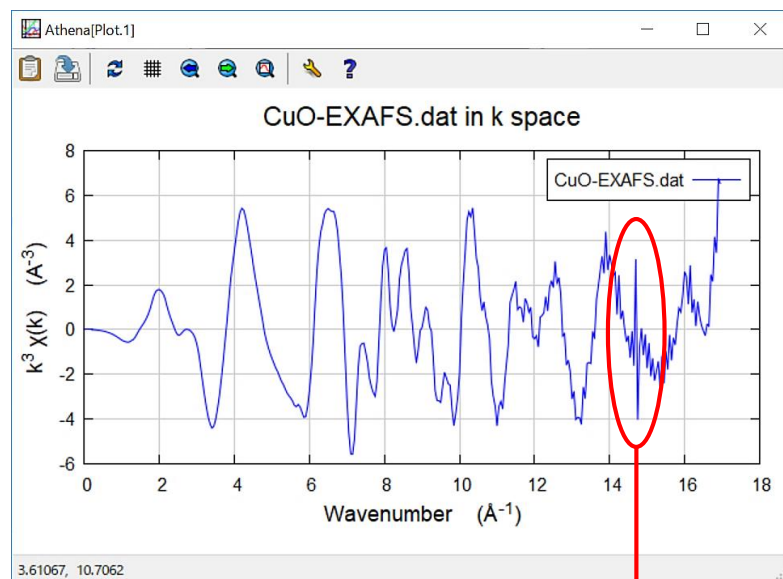 Athena[Plot.1]
CuO-EXAFS.dat in k space
CuO-EXAFS.dat
k³ χ(k) (Å⁻³)
8
6
4
2
0
-2
-4
-6
0 2 4 6 8 10 12 14 16 18
Wavenumber (Å⁻¹)
3.61067, 10.7062